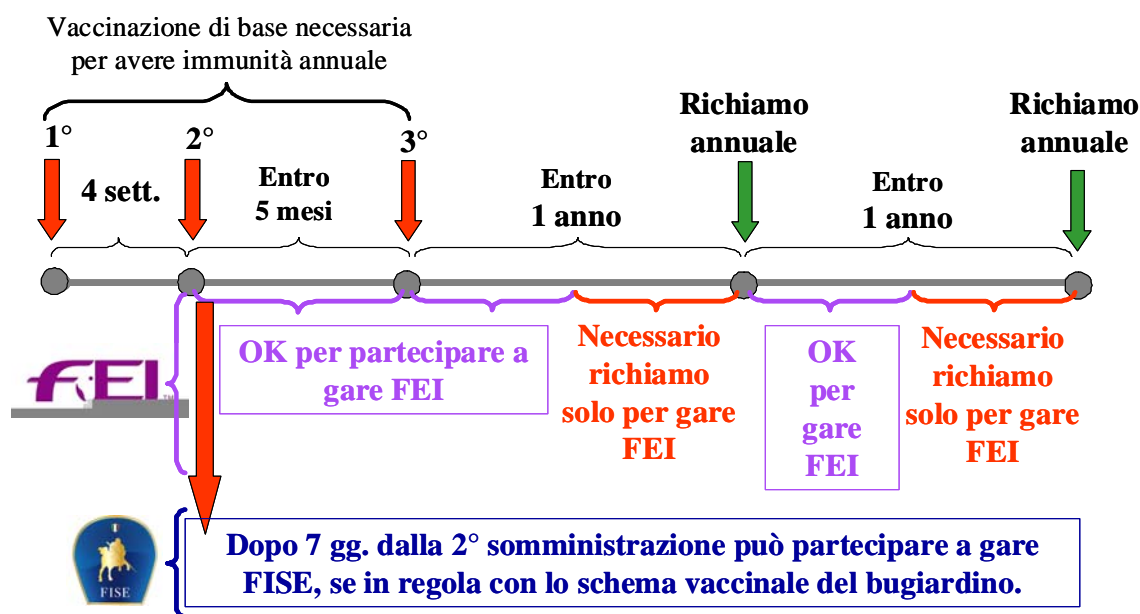 Vaccinazione di base necessaria
per avere immunità annuale
1°
2°
3°
Richiamo
annuale
Richiamo
annuale
4 sett.
Entro
5 mesi
Entro
1 anno
Entro
1 anno
FEI
TM
OK per partecipare a
gare FEI
Necessario
richiamo
solo per gare
FEI
OK
per
gare
FEI
Necessario
richiamo
solo per gare
FEI
FISE
Dopo 7 gg. dalla 2° somministrazione può partecipare a gare
FISE, se in regola con lo schema vaccinale del bugiardino.